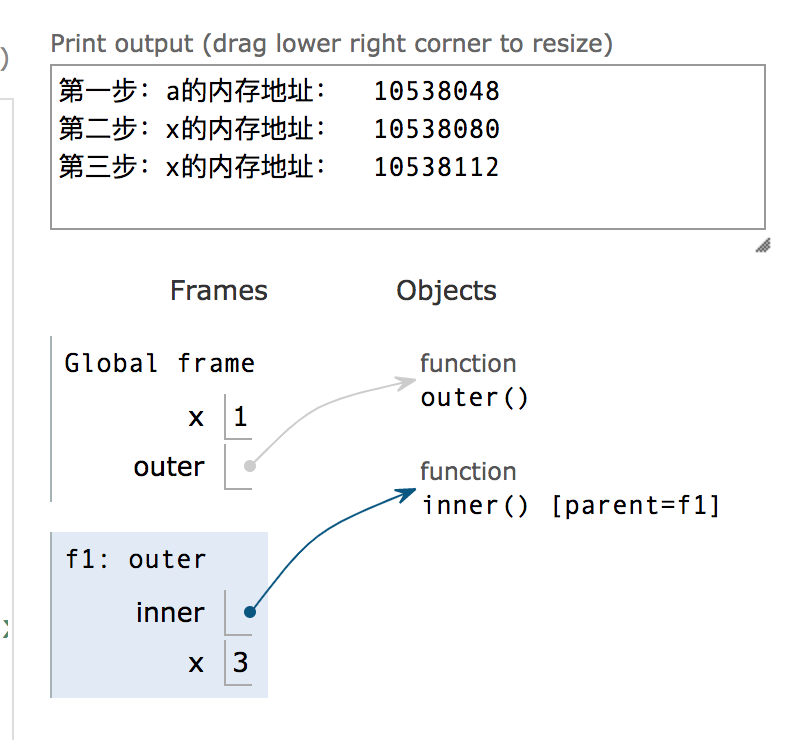 )
Print output (drag lower right corner to resize)
第一步：a的内存地址： 10538048
第二步：x的内存地址： 10538080
第三步：x的内存地址： 10538112
Frames Objects
Global frame
x 1
outer
function
outer()
function
inner() [parent=f1]
f1: outer
inner
x 3